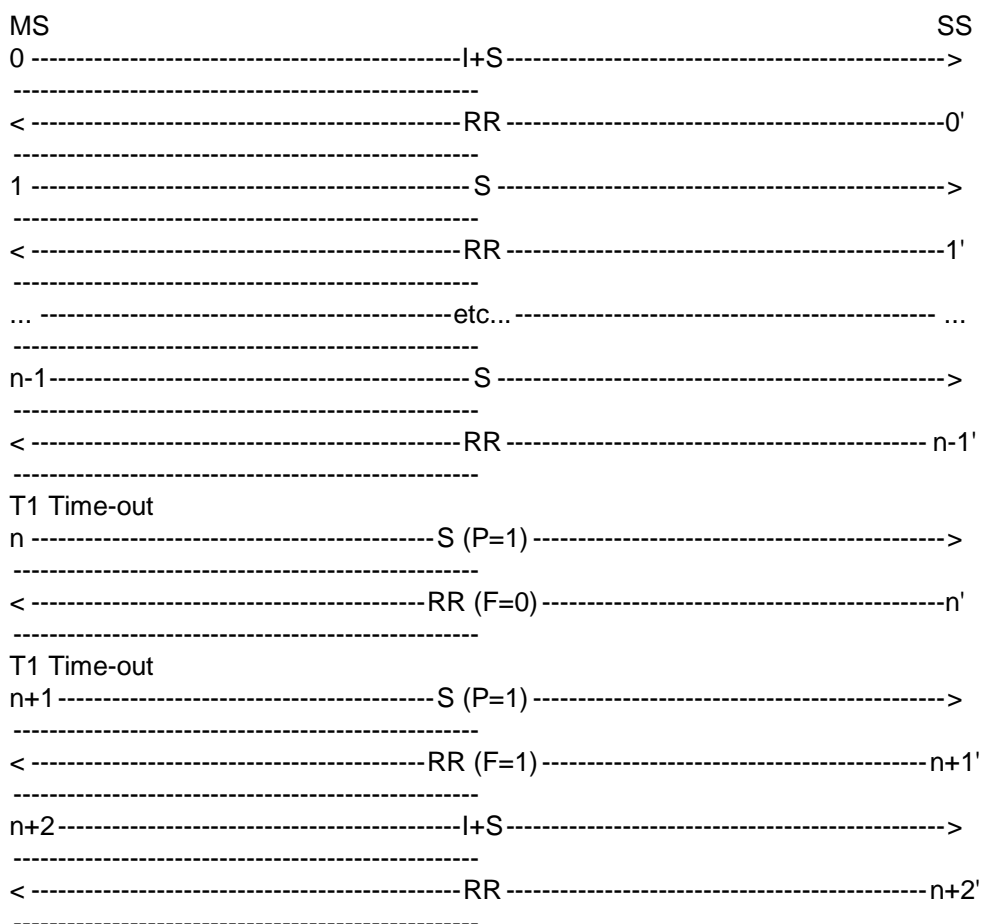 MS SS
0 ------------------------------------------------I+S-------------------------------------------------->
----------------------------------------------------
< ------------------------------------------------RR --------------------------------------------------0'
----------------------------------------------------
1 ------------------------------------------------- S -------------------------------------------------->
----------------------------------------------------
< ------------------------------------------------RR --------------------------------------------------1'
----------------------------------------------------
... ----------------------------------------------etc...----------------------------------------------- ...
----------------------------------------------------
n-1----------------------------------------------- S -------------------------------------------------->
----------------------------------------------------
< ------------------------------------------------RR ----------------------------------------------- n-1'
----------------------------------------------------
T1 Time-out
n ---------------------------------------------S (P=1) ---------------------------------------------->
----------------------------------------------------
< --------------------------------------------RR (F=0) ---------------------------------------------n'
----------------------------------------------------
T1 Time-out
n+1------------------------------------------S (P=1) ---------------------------------------------->
----------------------------------------------------
< --------------------------------------------RR (F=1) -------------------------------------------n+1'
----------------------------------------------------
n+2---------------------------------------------I+S-------------------------------------------------->
----------------------------------------------------
< ------------------------------------------------RR -----------------------------------------------n+2'
----------------------------------------------------